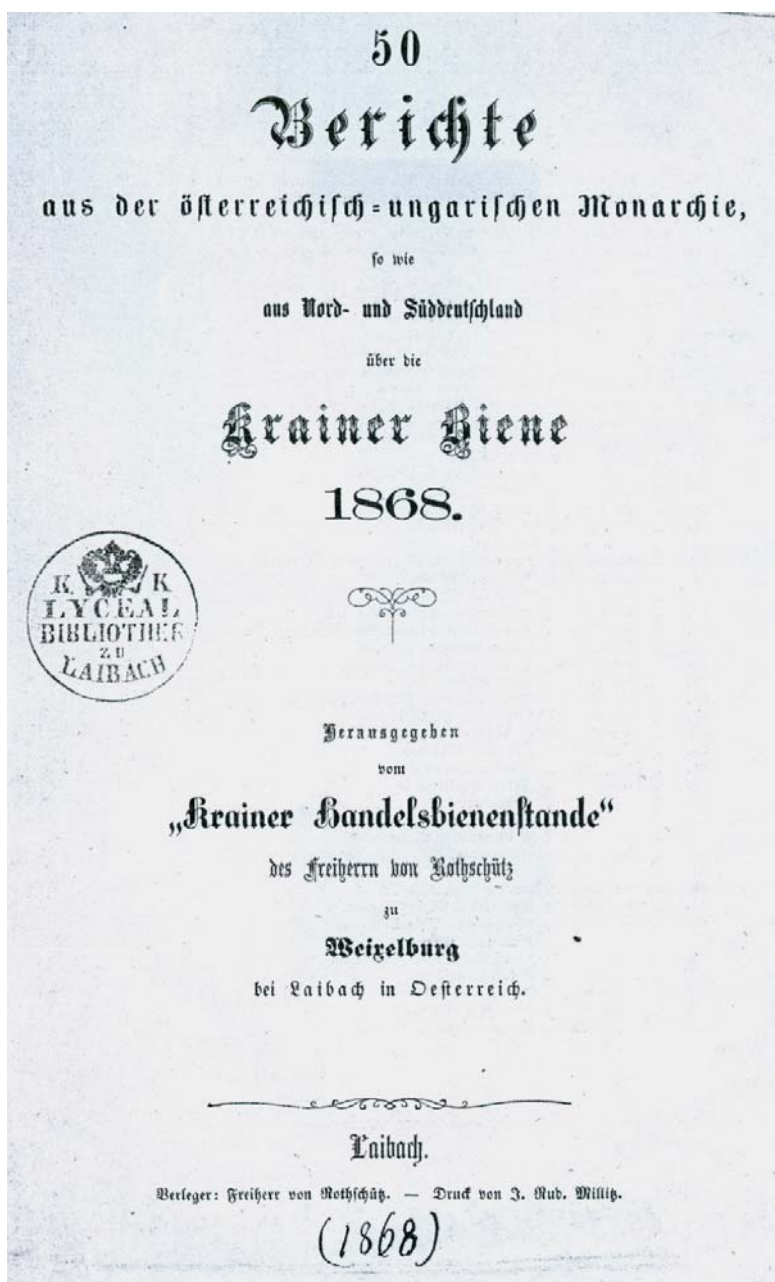 50
Berichte
aus der österreichisch-ungarischen Monarchie,
so wie
aus Nord- und Süddeutschland
über die
Krainer Biene
1868.
K. K
LYCEAL
BIBLIOTHEK
ZU
LAIBACH
Herausgegeben
vom
„Krainer Handelsbienenstande“
des Freiherrn von Rothschütz
zu
Weixelburg
bei Laibach in Oesterreich.
Laibach.
Verleger: Freiherr von Rothschütz. — Druck von J. Rud. Millitz.
(1868)